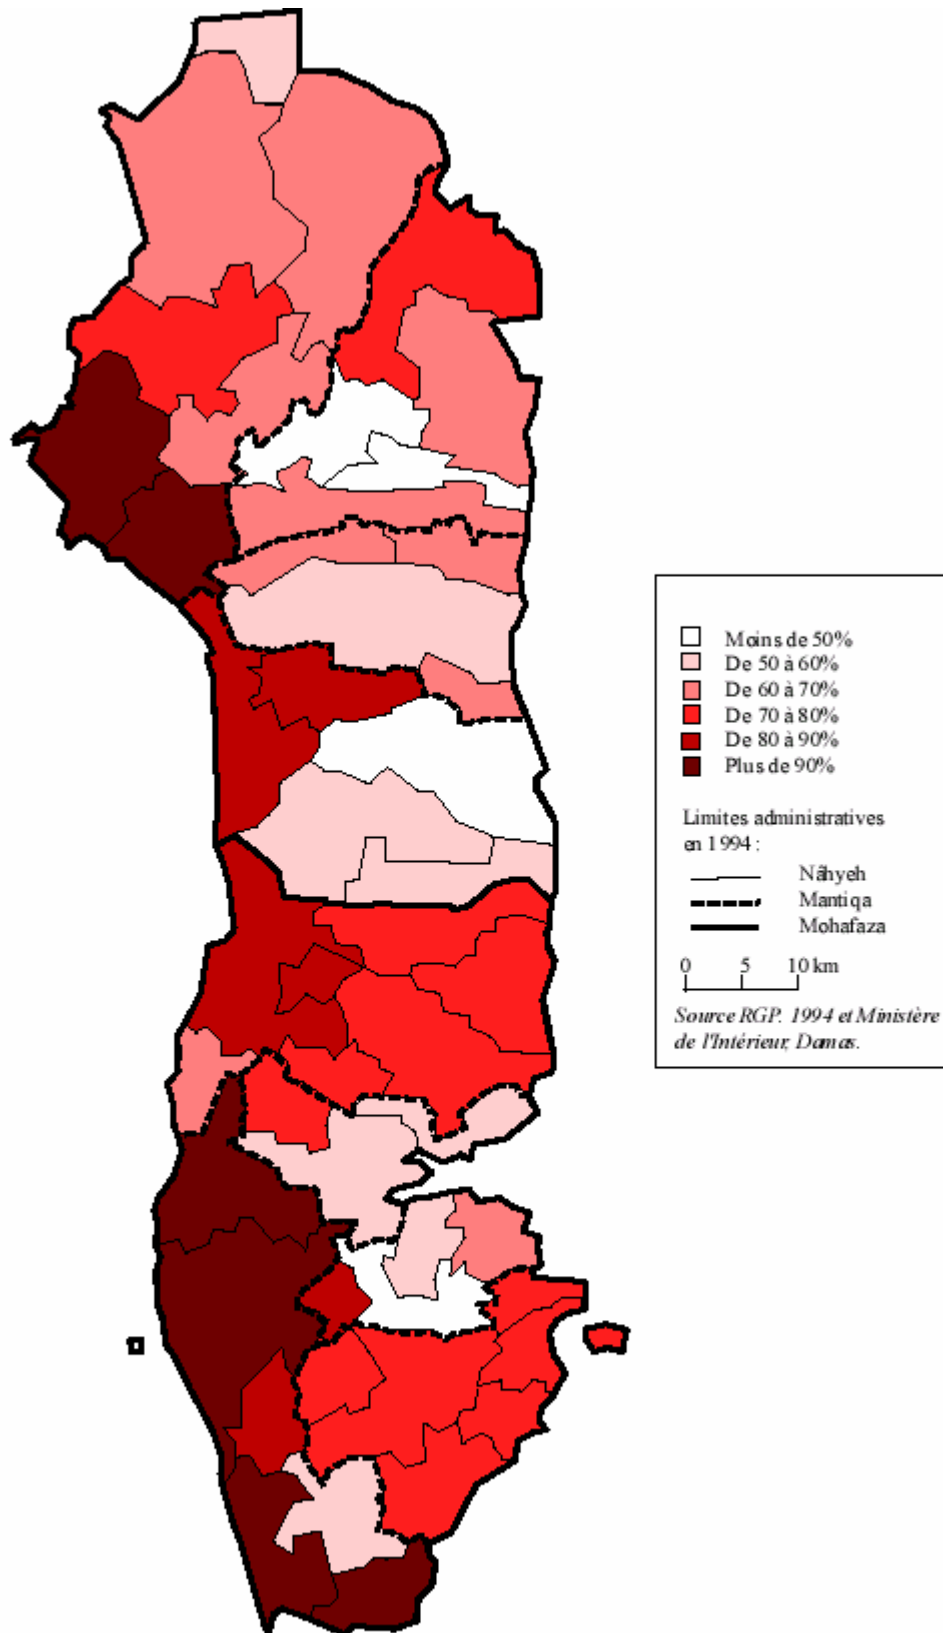 Moins de 50%
De 50 à 60%
De 60 à 70%
De 70 à 80%
De 80 à 90%
Plus de 90%
Limites administratives
en 1994 :
Nâhyeh
Mantiqa
Mohafaza
0 5 10 km
Source RGP. 1994 et Ministère
de l'Intérieur, Damas.